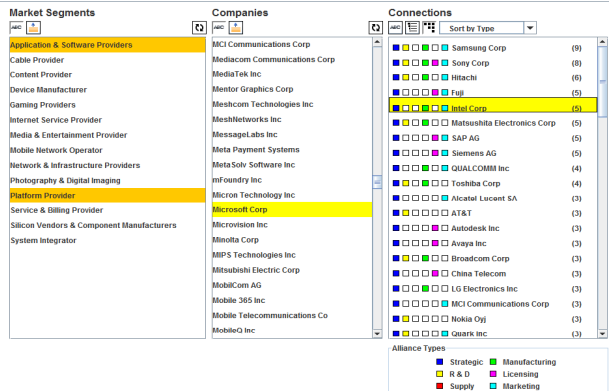 Market Segments
ABC
Application & Software Providers
Cable Provider
Content Provider
Device Manufacturer
Gaming Providers
Internet Service Provider
Media & Entertainment Provider
Mobile Network Operator
Network & Infrastructure Providers
Photography & Digital Imaging
Platform Provider
Service & Billing Provider
Silicon Vendors & Component Manufacturers
System Integrator
Companies
ABC
MCI Communications Corp
Mediacom Communications Corp
MediaTek Inc
Mentor Graphics Corp
Meshcom Technologies Inc
MeshNetworks Inc
MessageLabs Inc
Meta Payment Systems
MetaSolv Software Inc
mFoundry Inc
Micron Technology Inc
Microsoft Corp
Microvision Inc
Minolta Corp
MIPS Technologies Inc
Mitsubishi Electric Corp
MobilCom AG
Mobile 365 Inc
Mobile Telecommunications Co
MobileQ Inc
Connections
ABC Sort by Type
Samsung Corp (9)
Sony Corp (8)
Hitachi (6)
Fuji (5)
Intel Corp (5)
Matsushita Electronics Corp (5)
SAP AG (5)
Siemens AG (5)
QUALCOMM Inc (4)
Toshiba Corp (4)
Alcatel Lucent SA (3)
AT&T (3)
Autodesk Inc (3)
Avaya Inc (3)
Broadcom Corp (3)
China Telecom (3)
LG Electronics Inc (3)
MCI Communications Corp (3)
Nokia Oyj (3)
Quark Inc (3)
Alliance Types
Strategic Manufacturing
R & D Licensing
Supply Marketing